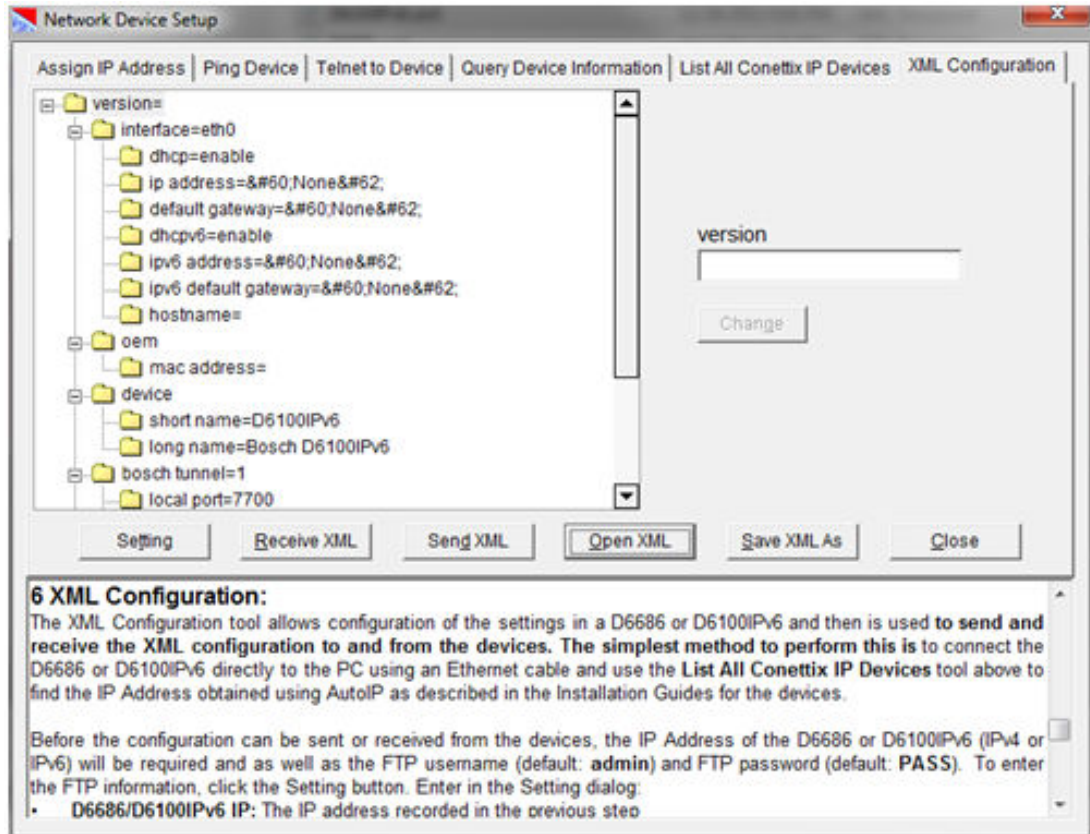 Network Device Setup
Assign IP Address Ping Device Telnet to Device Query Device Information List All Conettix IP Devices XML Configuration
version=
interface=eth0
dhcp=enable
ip address=&#60;None&#62;
default gateway=&#60;None&#62;
dhcpv6=enable
ipv6 address=&#60;None&#62;
ipv6 default gateway=&#60;None&#62;
hostname=
oem
mac address=
device
short name=D6100IPv6
long name=Bosch D6100IPv6
bosch tunnel=1
local port=7700
version
Change
Setting Receive XML Send XML Open XML Save XML As Close
6 XML Configuration:
The XML Configuration tool allows configuration of the settings in a D6686 or D6100IPv6 and then is used to send and
receive the XML configuration to and from the devices. The simplest method to perform this is to connect the
D6686 or D6100IPv6 directly to the PC using an Ethernet cable and use the List All Conettix IP Devices tool above to
find the IP Address obtained using AutoIP as described in the Installation Guides for the devices.
Before the configuration can be sent or received from the devices, the IP Address of the D6686 or D6100IPv6 (IPv4 or
IPv6) will be required and as well as the FTP username (default: admin) and FTP password (default: PASS). To enter
the FTP information, click the Setting button. Enter in the Setting dialog:
• D6686/D6100IPv6 IP: The IP address recorded in the previous step